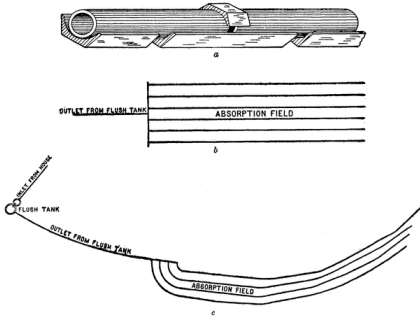 a
OUTLET FROM FLUSH TANK
ABSORPTION FIELD
b
INLET FROM HOUSE
FLUSH TANK
OUTLET FROM FLUSH TANK
ABSORPTION FIELD
c